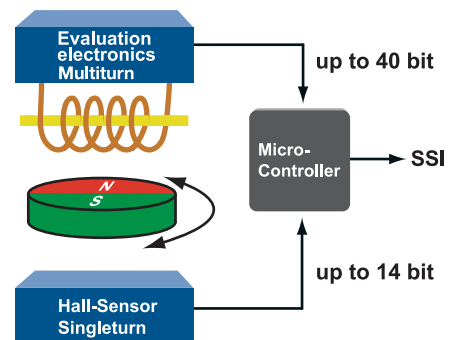 Evaluation
electronics
Multiturn
up to 40 bit
Micro-
Controller
SSI
N
S
up to 14 bit
Hall-Sensor
Singleturn